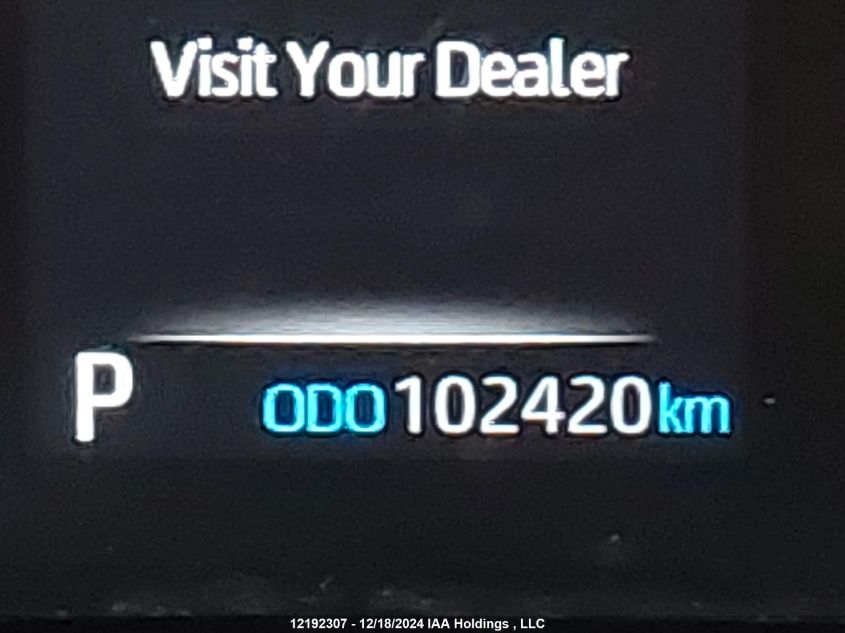 Visit Your Dealer
P ODO 102420 km
12192307 - 12/18/2024 IAA Holdings , LLC